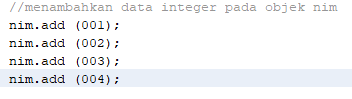 //menambahkan data integer pada objek nim
nim.add (001);
nim.add (002);
nim.add (003);
nim.add (004);